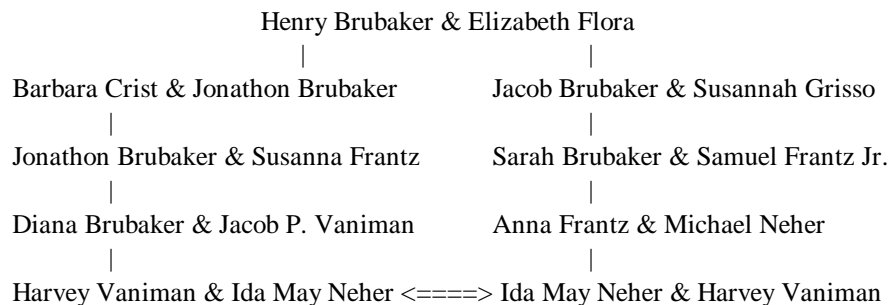 Henry Brubaker & Elizabeth Flora
| |
Barbara Crist & Jonathon Brubaker Jacob Brubaker & Susannah Grisso
| |
Jonathon Brubaker & Susanna Frantz Sarah Brubaker & Samuel Frantz Jr.
| |
Diana Brubaker & Jacob P. Vaniman Anna Frantz & Michael Neher
| |
Harvey Vaniman & Ida May Neher <====> Ida May Neher & Harvey Vaniman